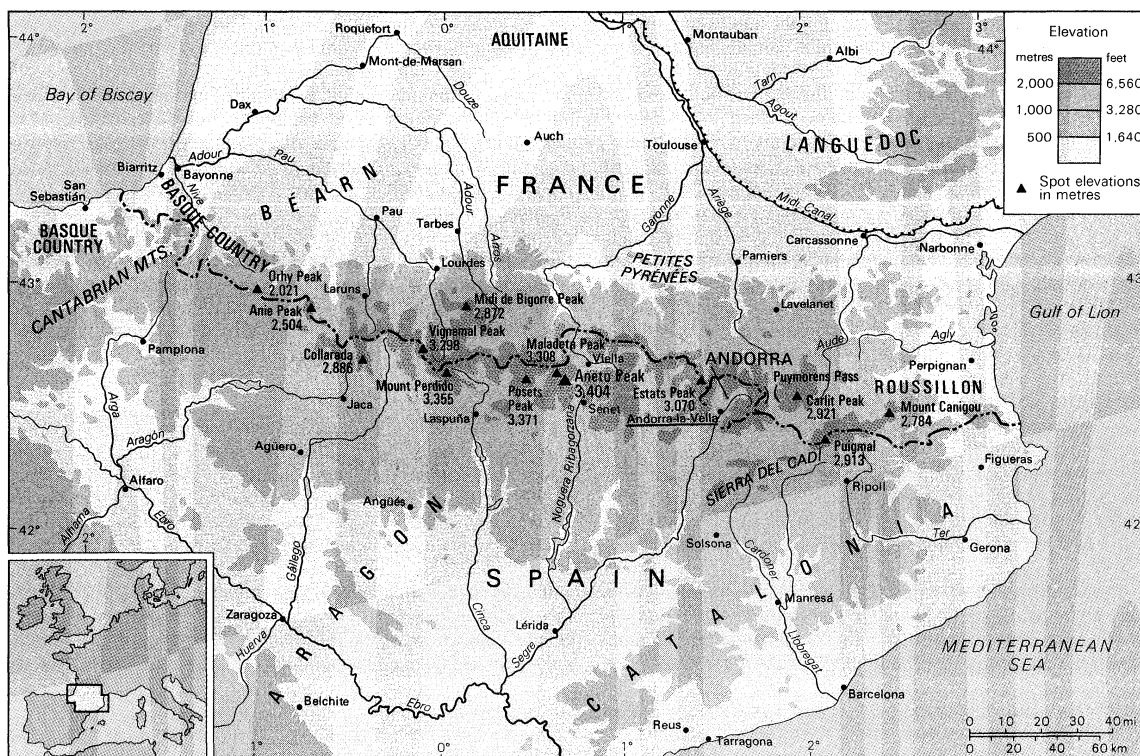 44°
1°
0°
1°
2°
3°
44°
Elevation
metres
feet
2,000
6,560
1,000
3,280
500
1,640
▲ Spot elevations
in metres
Roquefort
AQUITAINE
Montauban
Albi
Mont-de-Marsan
Tarn
Agout
Bay of Biscay
Dax
Douze
Auch
Toulouse
LANGUEDOC
Biarritz
Adour
Bayonne
Pau
BÉARN
FRANCE
San
Sebastián
Nive
BASQUE COUNTRY
Pau
Adour
Tarbes
Arros
Garonne
Ariège
Midi Canal
BASQUE
COUNTRY
Carcassonne
Narbonne
CANTABRIAN MTS.
43°
Lourdes
PETITES
PYRÉNÉES
Pamiers
43°
Orhy Peak
2.021
Laruns
Midi de Bigorre Peak
2,872
Lavelanet
Gulf of Lion
Anie Peak
2,504
Vignemal Peak
3.298
Maladeta Peak
3.308
Viella
ANDORRA
Aude
Agly
Pamplona
Collarada
2,886
Perpignan
Mount Perdido
3.355
Posets
Peak
3.371
Aneto Peak
3,404
Estats Peak
3.070
Puymorens Pass
ROUSSILLON
Carlit Peak
2.921
Mount Canigou
2.784
Arga
Jaca
Laspuña
Senet
Andorra-la-Vella
Aragón
Agüero
Puigmal
2,913
Figueras
SIERRA DEL CADÍ
Alfaro
Noguera Ribagorzana
Ripoll
Angüés
42°
Alhama
2°
Ebro
Gállego
ARAGON
Solsona
Cardoner
Ter
42°
Gerona
SPAIN
CATALONIA
Manresá
Zaragoza
Huerva
Cinca
Lérida
Segre
Llobregat
MEDITERRANEAN
SEA
Belchite
Ebro
Barcelona
Reus
Tarragona
1°
0°
1°
2°
0 10 20 30 40 mi
0 20 40 60 km